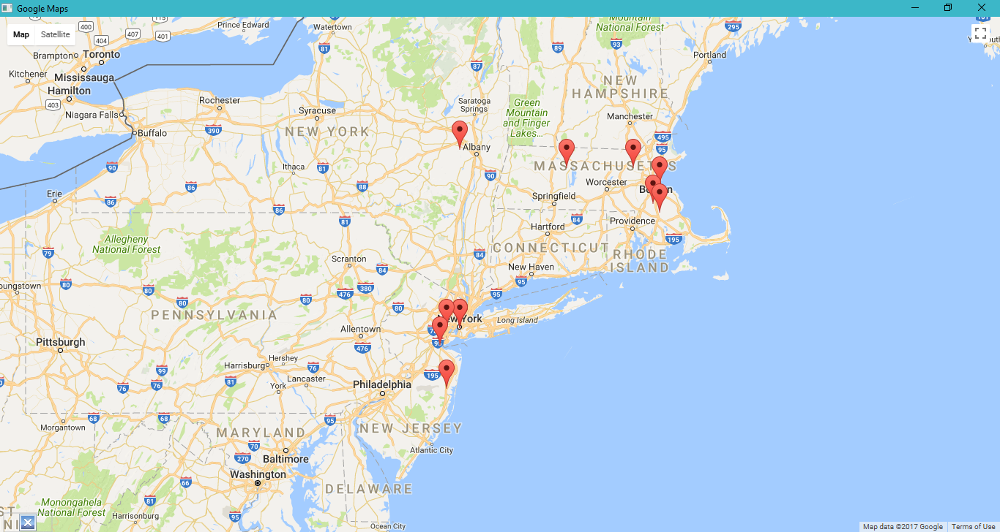 Google Maps
Map
Satellite
400
115
407
401
404
Prince Edward
Watertown
Mountain
National Forest
295
101
81
89
93
Brampton
Toronto
Portland
87
Kitchener
Mississauga
Hamilton
NEW
HAMPSHIRE
403
Rochester
Saratoga
Springs
Green
Mountain
and Finger
Lakes...
Niagara Falls
Syracuse
Manchester
Buffalo
390
NEW YORK
495
95
Albany
90
Ithaca
81
90
MASSACHUSETTS
86
88
Worcester
Boston
Erie
86
86
Springfield
81
84
Hartford
Providence
Allegheny
National Forest
195
79
84
CONNECTICUT
RHODE
ISLAND
Scranton
84
New Haven
95
80
80
380
476
95
Youngstown
80
80
80
PENNSYLVANIA
New York
Long Island
Allentown
78
95
Pittsburgh
476
Harrisburg
Hershey
76
99
76
76
81
York
Lancaster
195
Philadelphia
68
68
95
Morgantown
MARYLAND
NEW JERSEY
70
270
Baltimore
Atlantic City
Washington
66
DELAWARE
81
Monongahela
National Forest
Harrisonburg
95
Ocean City
Map data ©2017 Google
Terms of Use